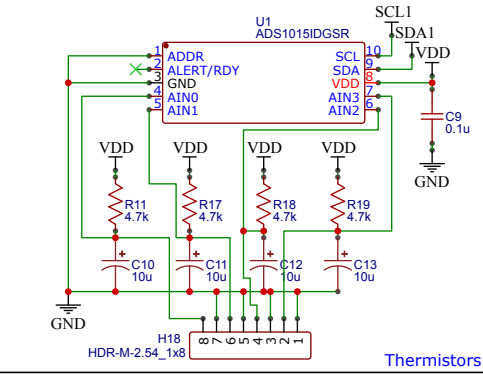 SCL1
U1
ADS1015IDGSR
SDA1
VDD
1 ADDR SCL 10
2 ALERT/RDY SDA 9
3 GND VDD 8
4 AIN0 AIN3 7
5 AIN1 AIN2 6
C9
0.1u
GND
VDD VDD VDD VDD
R11 R17 R18 R19
4.7k 4.7k 4.7k 4.7k
+ + + +
C10 C11 C12 C13
10u 10u 10u 10u
GND
H18
HDR-M-2.54_1x8
8 7 6 5 4 3 2 1
Thermistors